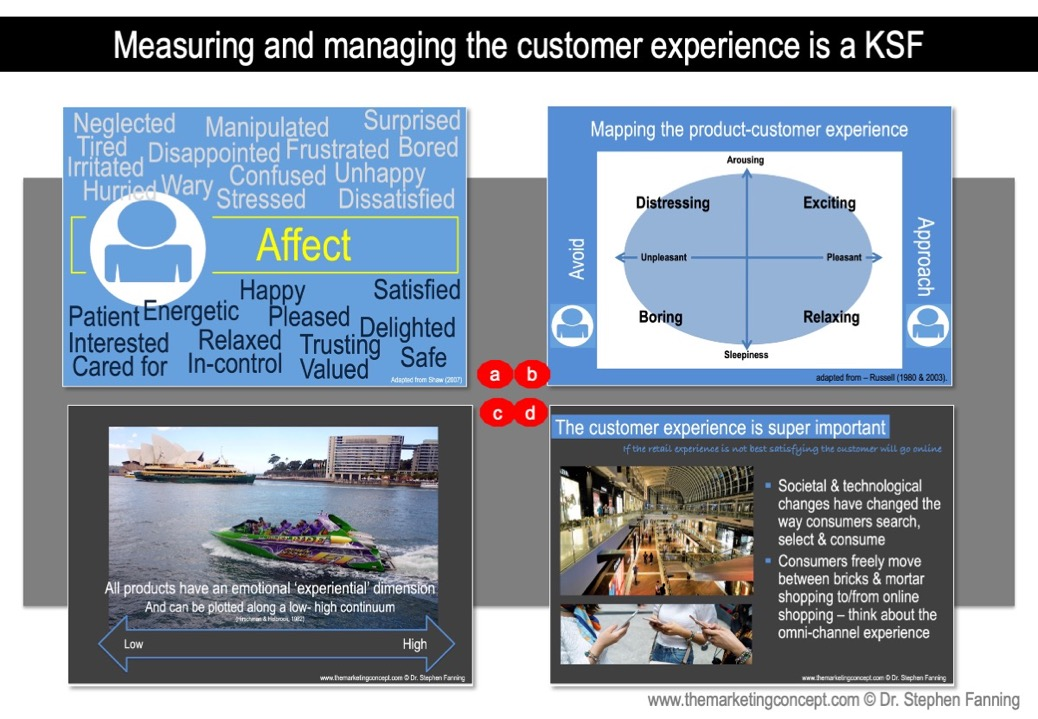 Measuring and managing the customer experience is a KSF
Neglected Manipulated Surprised
Tired Disappointed Frustrated Bored
Irritated Confused Unhappy
Hurried Wary Stressed Dissatisfied
Affect
Happy Satisfied
Patient Energetic Pleased Delighted
Interested Relaxed Trusting
Cared for In-control Valued Safe
Adapted from Shaw (2007)
a b
Mapping the product-customer experience
Arousing
Distressing Exciting
Avoid
Unpleasant Pleasant
Approach
Boring Relaxing
Sleepiness
adapted from – Russell (1980 & 2003).
c d
All products have an emotional ‘experiential’ dimension
And can be plotted along a low- high continuum
(Hirschman & Holbrook, 1982)
Low High
www.themarketingconcept.com © Dr. Stephen Fanning
The customer experience is super important
If the retail experience is not best satisfying the customer will go online
▪ Societal & technological
changes have changed the
way consumers search,
select & consume
▪ Consumers freely move
between bricks & mortar
shopping to/from online
shopping – think about the
omni-channel experience
www.themarketingconcept.com © Dr. Stephen Fanning
www.themarketingconcept.com © Dr. Stephen Fanning